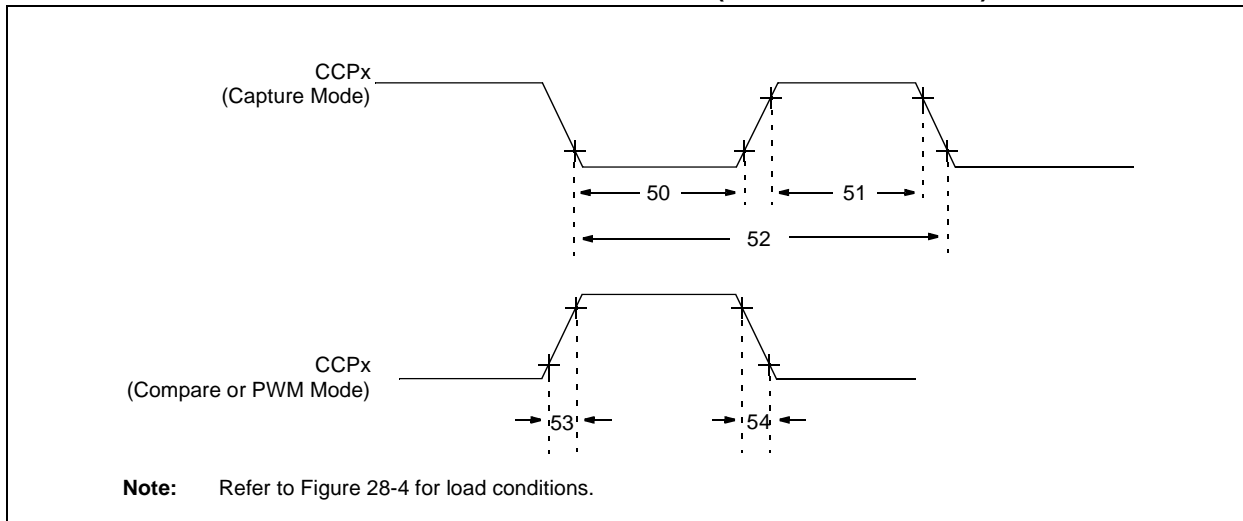 CCPx
(Capture Mode)
50
51
52
CCPx
(Compare or PWM Mode)
53
54
Note: Refer to Figure 28-4 for load conditions.